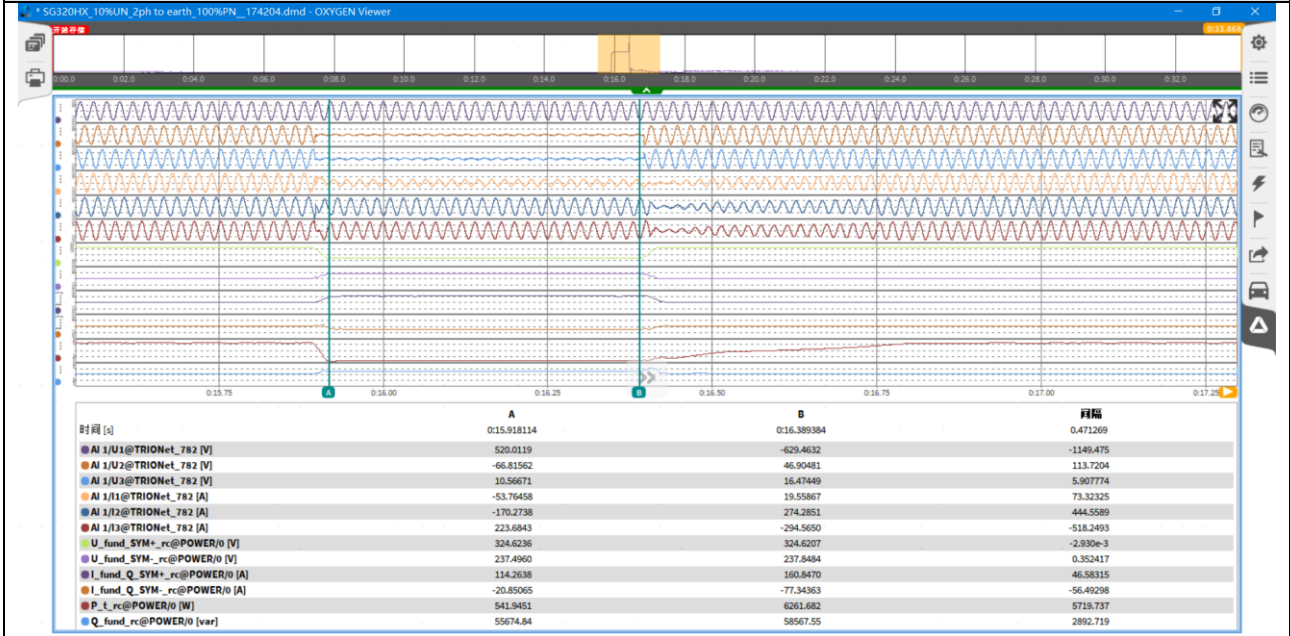 * SG320HX_10%UN_2ph to earth_100%PN__174204.dmd - OXYGEN Viewer
开始存储
0:33.868
0:00.0 0:02.0 0:04.0 0:06.0 0:08.0 0:10.0 0:12.0 0:14.0 0:16.0 0:18.0 0:20.0 0:22.0 0:24.0 0:26.0 0:28.0 0:30.0 0:32.0
0:15.75 A 0:16.00 0:16.25 B 0:16.50 0:16.75 0:17.00 0:17.25
A B 间隔
时间 [s] 0:15.918114 0:16.389384 0.471269
AI 1/U1@TRIONet_782 [V] 520.0119 -629.4632 -1149.475
AI 1/U2@TRIONet_782 [V] -66.81562 46.90481 113.7204
AI 1/U3@TRIONet_782 [V] 10.56671 16.47449 5.907774
AI 1/I1@TRIONet_782 [A] -53.76458 19.55867 73.32325
AI 1/I2@TRIONet_782 [A] -170.2738 274.2851 444.5589
AI 1/I3@TRIONet_782 [A] 223.6843 -294.5650 -518.2493
U_fund_SYM+_rc@POWER/0 [V] 324.6236 324.6207 -2.930e-3
U_fund_SYM-_rc@POWER/0 [V] 237.4960 237.8484 0.352417
I_fund_Q_SYM+_rc@POWER/0 [A] 114.2638 160.8470 46.58315
I_fund_Q_SYM-_rc@POWER/0 [A] -20.85065 -77.34363 -56.49298
P_t_rc@POWER/0 [W] 541.9451 6261.682 5719.737
Q_fund_rc@POWER/0 [var] 55674.84 58567.55 2892.719